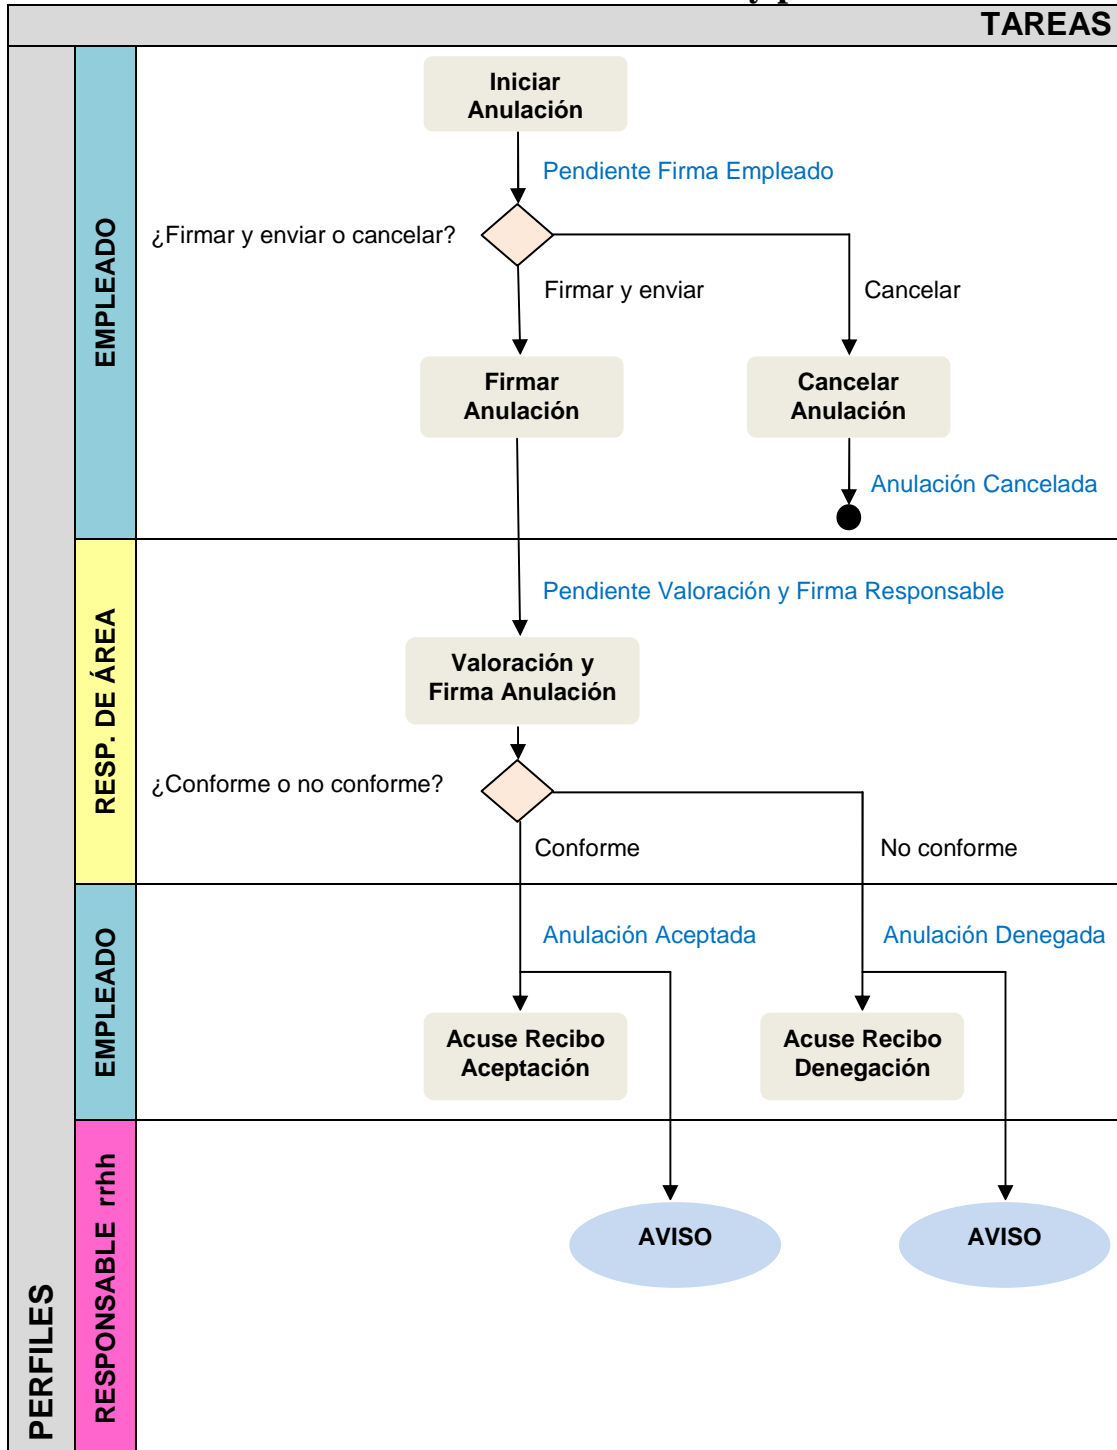 TAREAS
PERFILES
EMPLEADO
Iniciar
Anulación
Pendiente Firma Empleado
¿Firmar y enviar o cancelar?
Firmar y enviar
Cancelar
Firmar
Anulación
Cancelar
Anulación
Anulación Cancelada
RESP. DE ÁREA
Pendiente Valoración y Firma Responsable
Valoración y
Firma Anulación
¿Conforme o no conforme?
Conforme
No conforme
EMPLEADO
Anulación Aceptada
Anulación Denegada
Acuse Recibo
Aceptación
Acuse Recibo
Denegación
RESPONSABLE rrhh
AVISO
AVISO